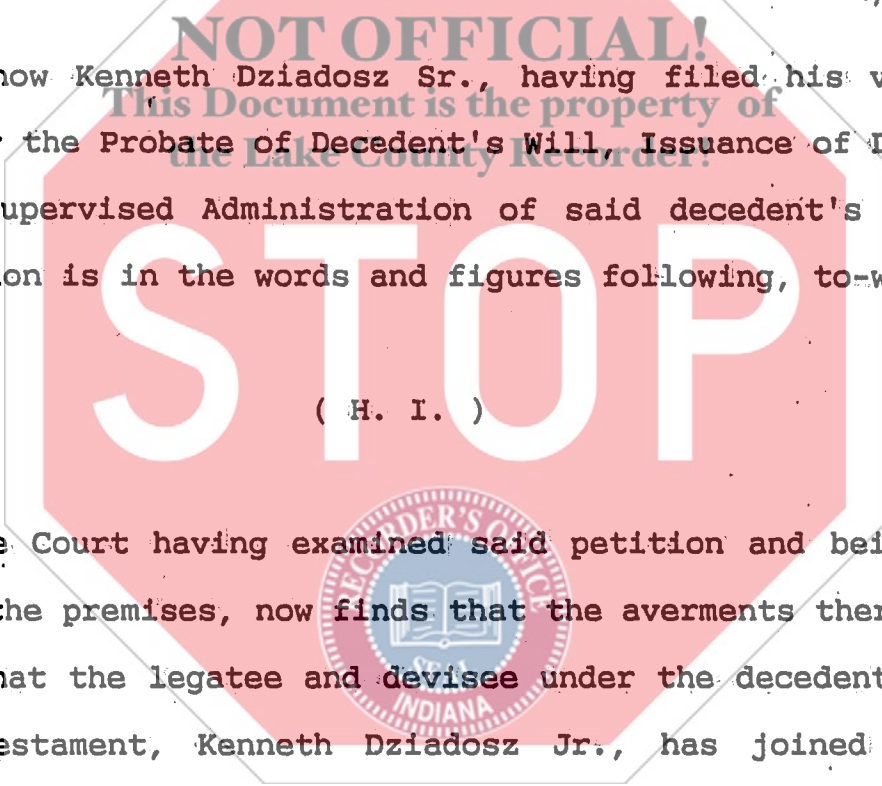 NOT OFFICIAL!
now Kenneth Dziadosz Sr., having filed his v
This Document is the property of
the Probate of Decedent's Will, Issuance of
the Lake County Recorder!
upervised Administration of said decedent's
on is in the words and figures following, to-w
STOP
( H. I. )
RECORDER'S OFFICE
Court having examined said petition and bei
the premises, now finds that the averments ther
SEAL
hat the legatee and devisee under the decedent
INDIANA
estament, Kenneth Dziadosz Jr., has joined